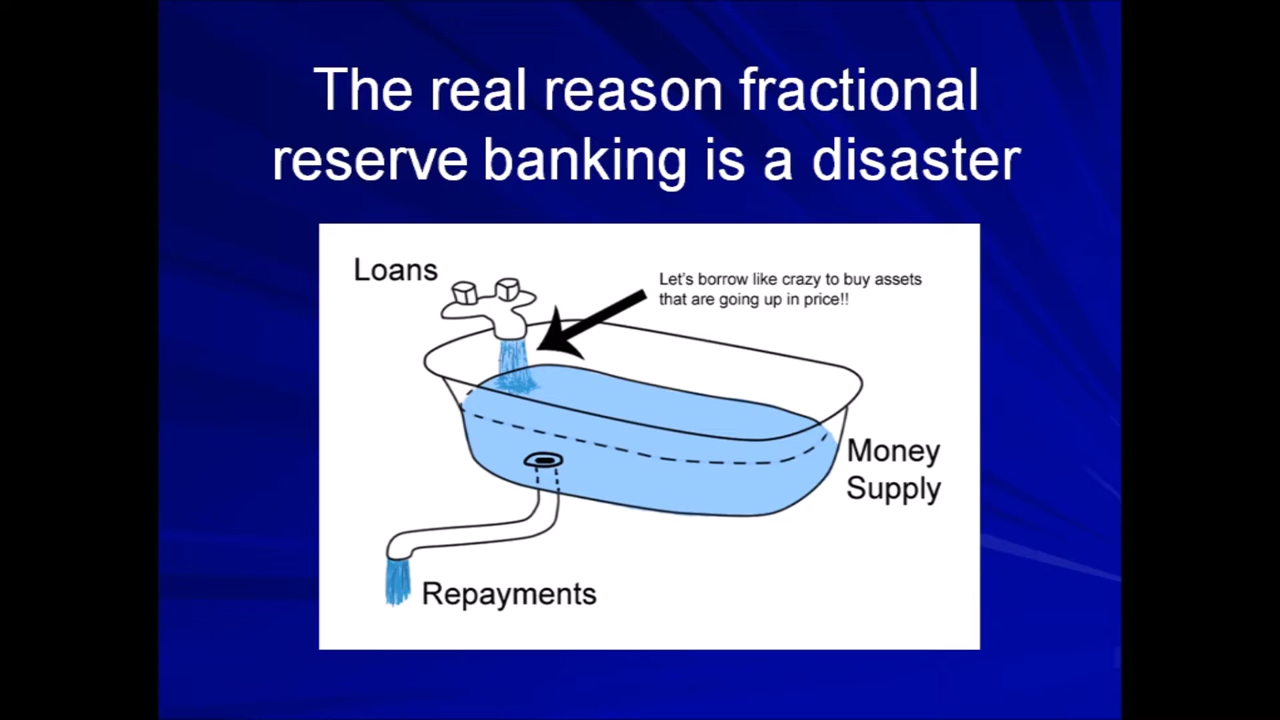 The real reason fractional
reserve banking is a disaster
Loans
Let's borrow like crazy to buy assets
that are going up in price!!
Money
Supply
Repayments